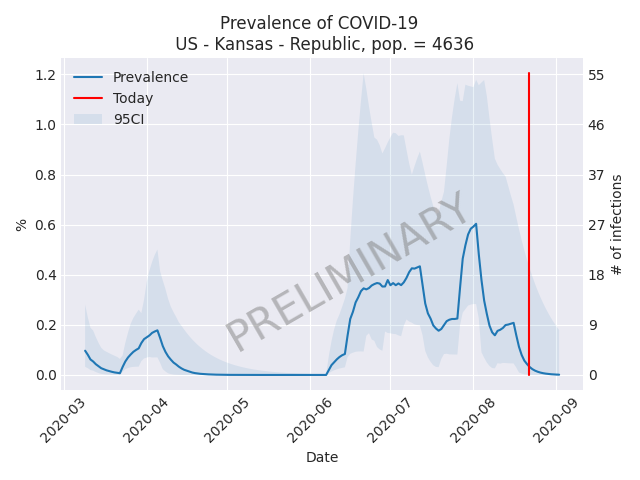 Prevalence of COVID-19
US - Kansas - Republic, pop. = 4636
Prevalence
Today
95CI
1.2
1.0
0.8
0.6
0.4
0.2
0.0
%
55
46
37
27
18
9
0
# of infections
PRELIMINARY
2020-03
2020-04
2020-05
2020-06
2020-07
2020-08
2020-09
Date